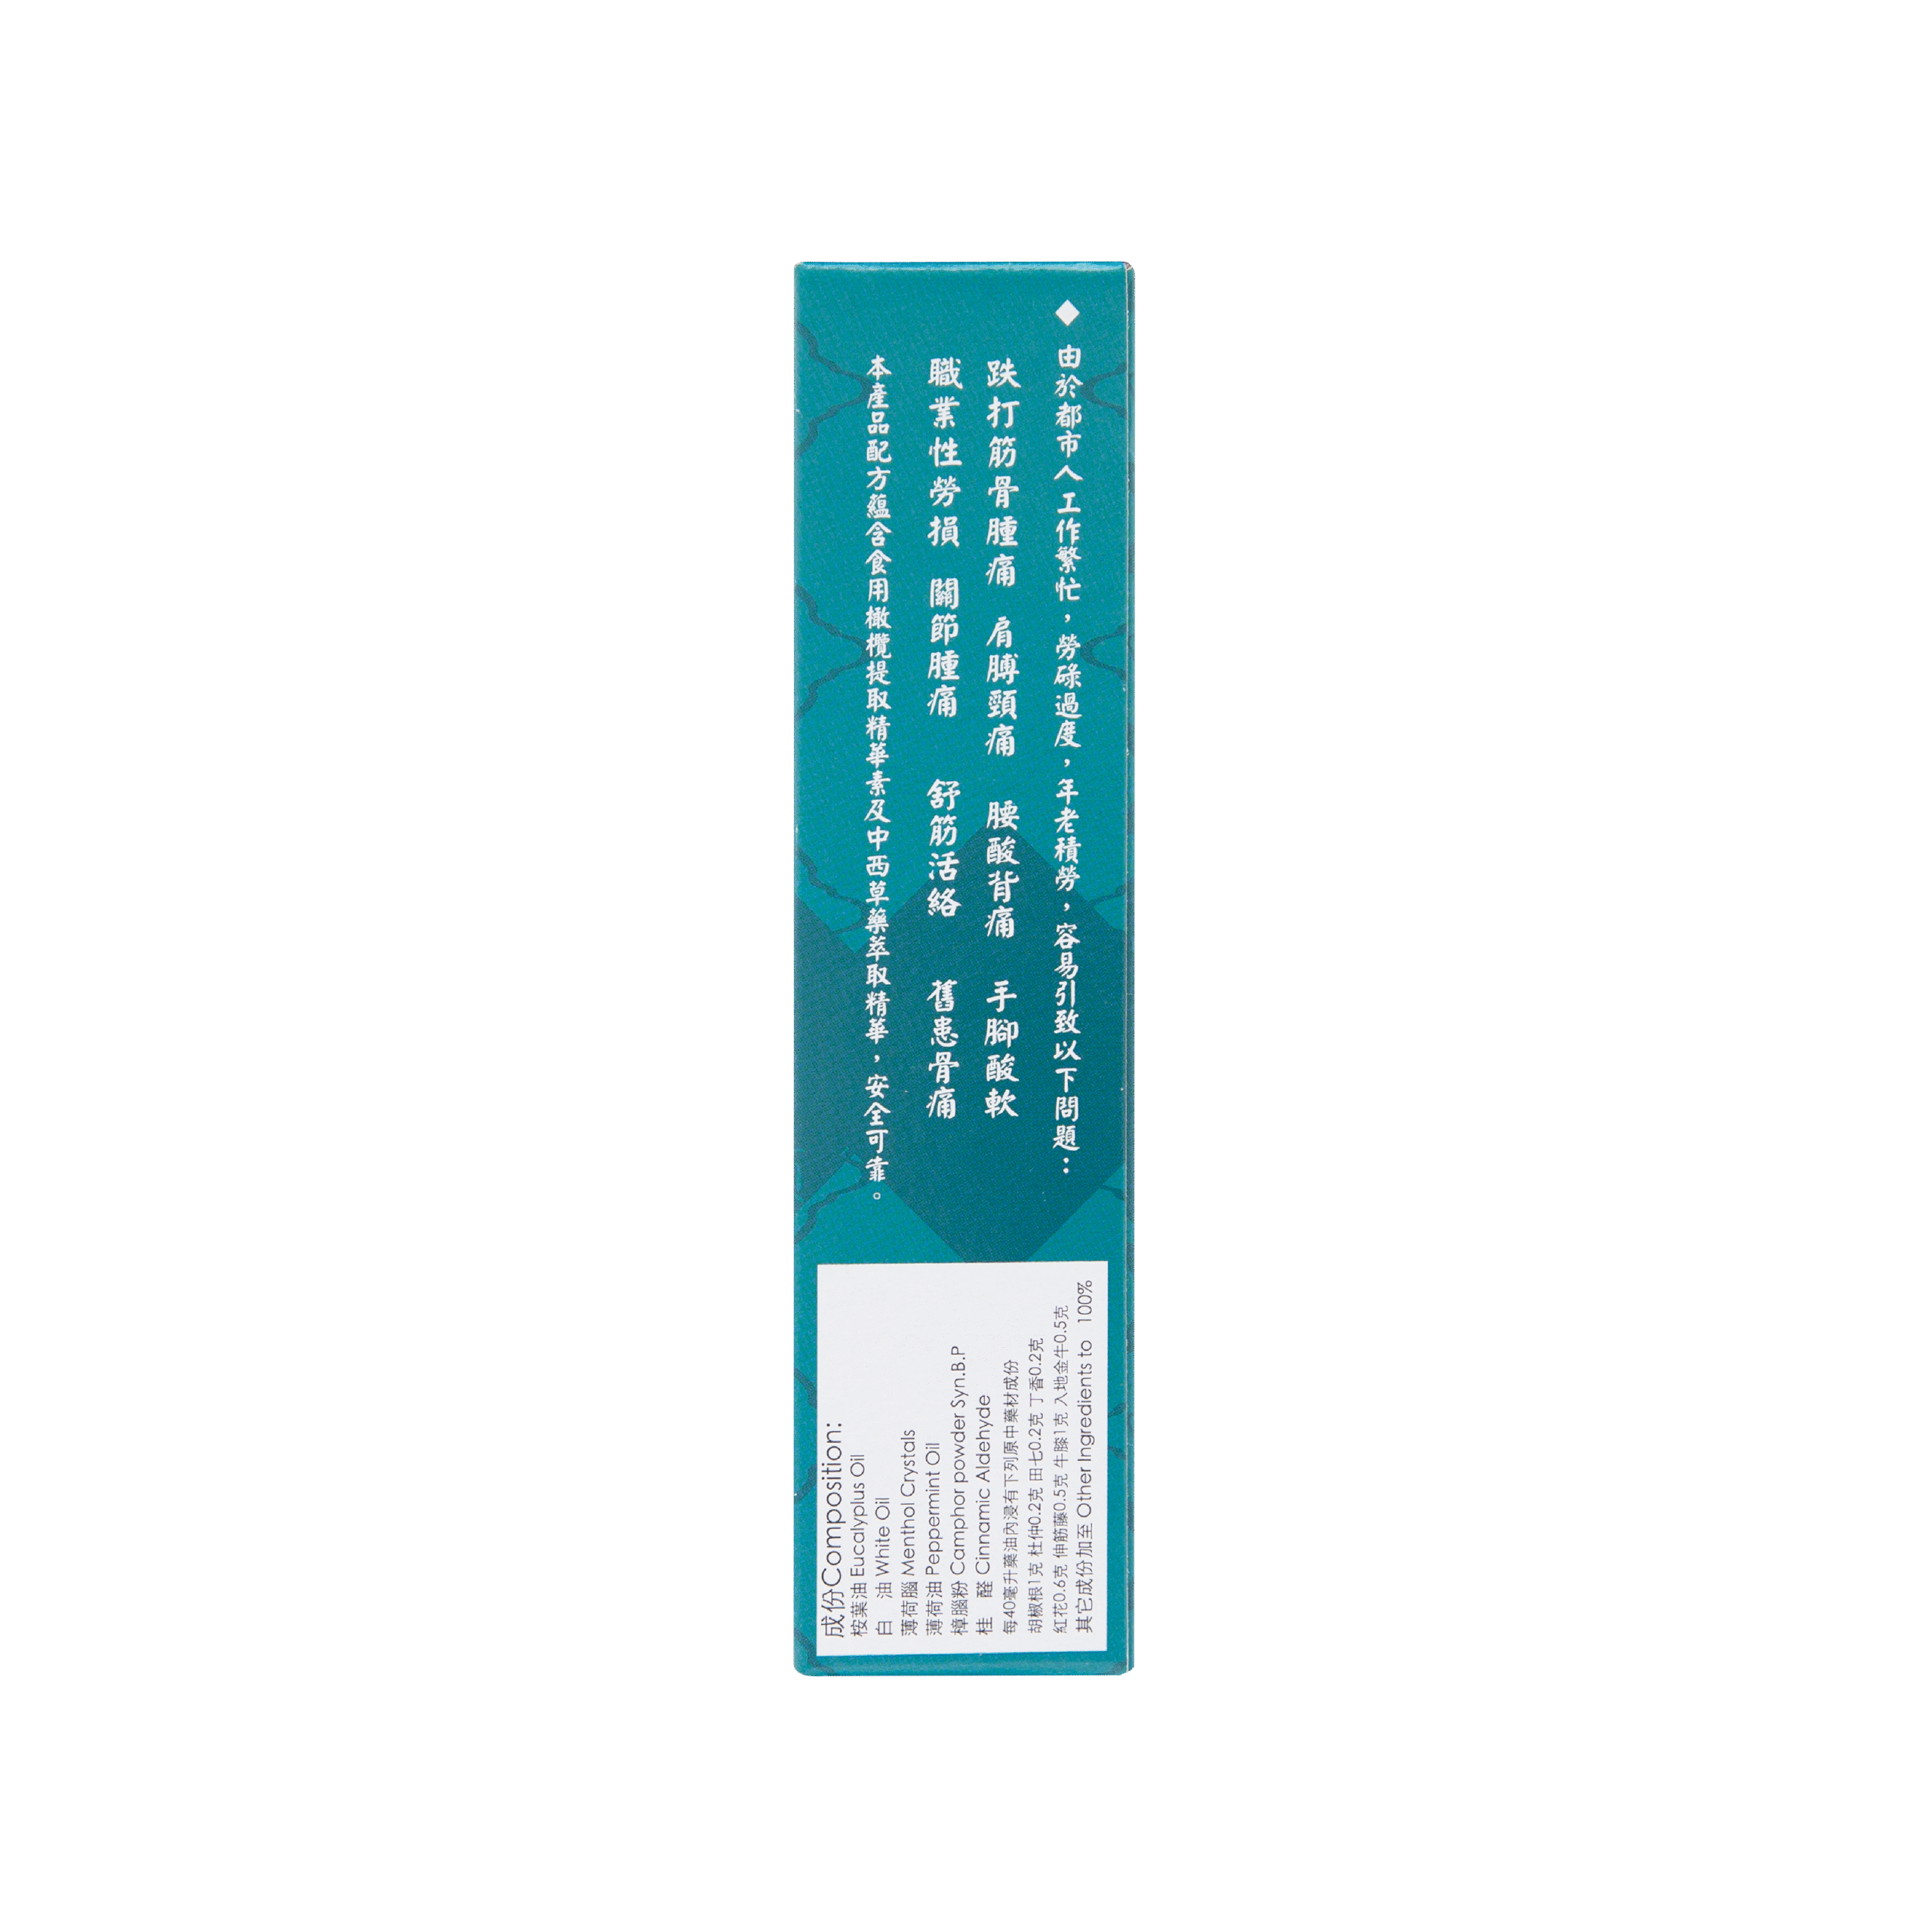 ◆由於都市人工作繁忙，勞碌過度，年老積勞，容易引致以下問題：
跌打筋骨腫痛 肩膊頸痛 腰酸背痛 手腳酸軟
職業性勞損 關節腫痛 舒筋活絡 舊患骨痛
本產品配方蘊含食用橄欖提取精華素及中西草藥萃取精華，安全可靠。
成份Composition:
桉葉油 Eucalyplus Oil
白 油 White Oil
薄荷腦 Menthol Crystals
薄荷油 Peppermint Oil
樟腦粉 Camphor powder Syn.B.P
桂 醛 Cinnamic Aldehyde
每40毫升藥油內浸有下列原中藥材成份
胡椒根1克 杜仲0.2克 田七0.2克 丁香0.2克
紅花0.6克 伸筋藤0.5克 牛膝1克 入地金牛0.5克
其它成份加至 Other Ingredients to 100%